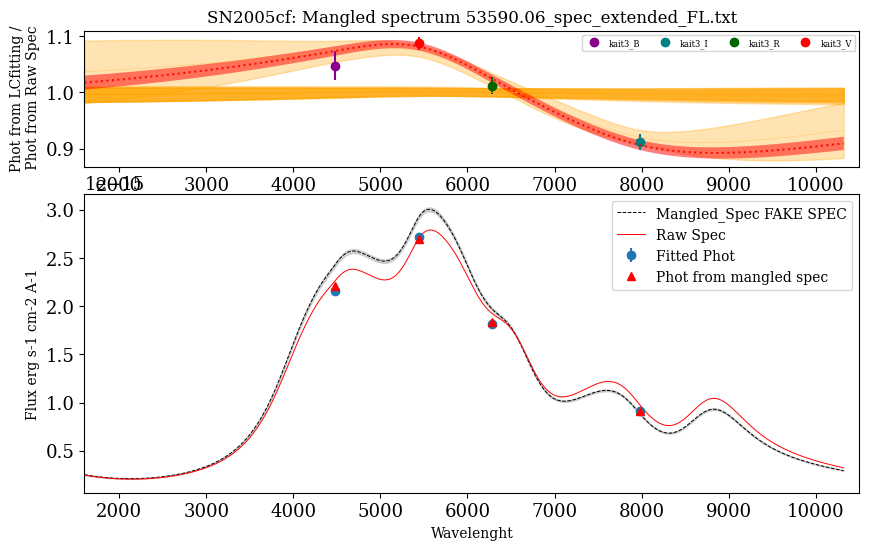 SN2005cf: Mangled spectrum 53590.06_spec_extended_FL.txt
Phot from LCfitting /
Phot from Raw Spec
1.1
1.0
0.9
kait3_B
kait3_I
kait3_R
kait3_V
2000 3000 4000 5000 6000 7000 8000 9000 10000
1e−15
Flux erg s-1 cm-2 A-1
3.0
2.5
2.0
1.5
1.0
0.5
Mangled_Spec FAKE SPEC
Raw Spec
Fitted Phot
Phot from mangled spec
2000 3000 4000 5000 6000 7000 8000 9000 10000
Wavelenght